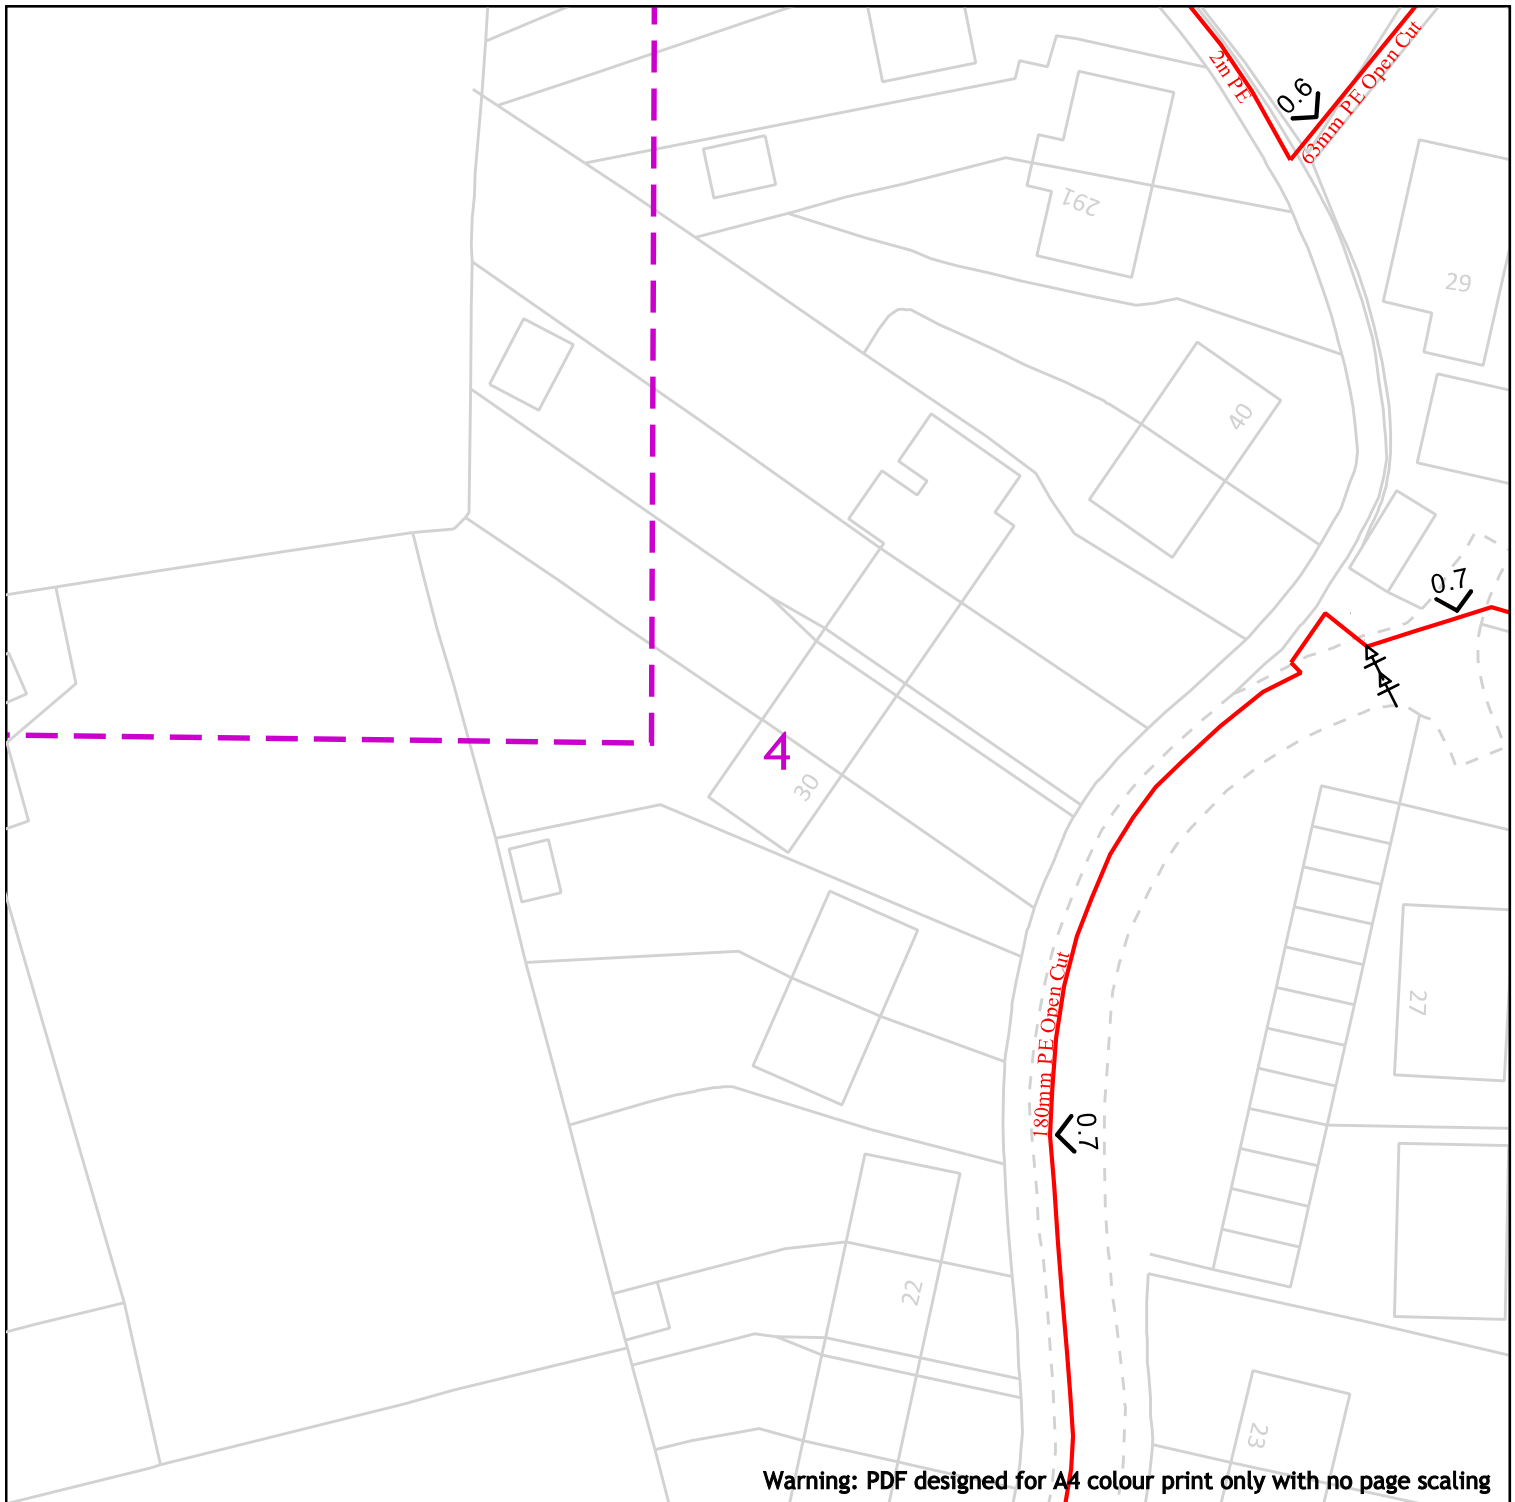 2in PE
0.6
63mm PE Open Cut
291
29
40
0.7
4
30
180mm PE Open Cut
27
0.7
22
23
Warning: PDF designed for A4 colour print only with no page scaling